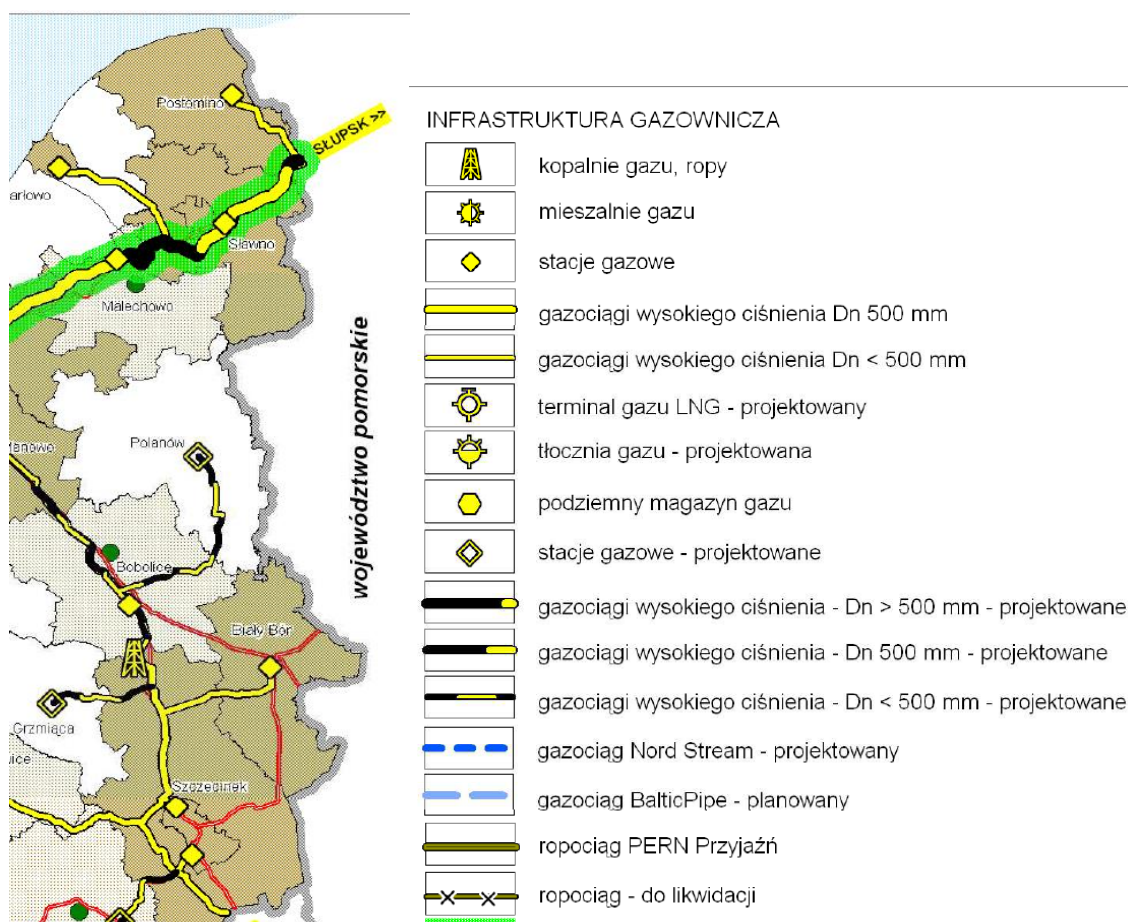 Postomino
SŁUPSK >>
arłowo
Sławno
Malechowo
województwo pomorskie
Polanów
Manowo
Bobolice
Biały Bór
Grzmiąca
ice
Szczecinek
INFRASTRUKTURA GAZOWNICZA
kopalnie gazu, ropy
mieszalnie gazu
stacje gazowe
gazociągi wysokiego ciśnienia Dn 500 mm
gazociągi wysokiego ciśnienia Dn < 500 mm
terminal gazu LNG - projektowany
tłocznia gazu - projektowana
podziemny magazyn gazu
stacje gazowe - projektowane
gazociągi wysokiego ciśnienia - Dn > 500 mm - projektowane
gazociągi wysokiego ciśnienia - Dn 500 mm - projektowane
gazociągi wysokiego ciśnienia - Dn < 500 mm - projektowane
gazociąg Nord Stream - projektowany
gazociąg BalticPipe - planowany
ropociąg PERN Przyjaźń
ropociąg - do likwidacji